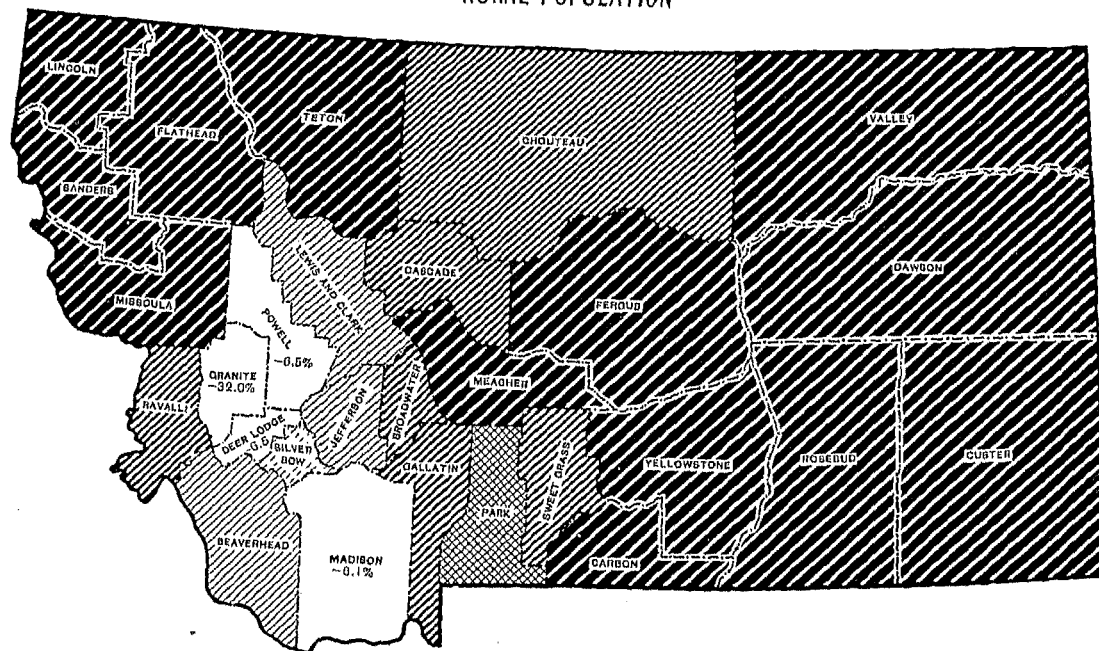 RURAL POPULATION
LINCOLN
FLATHEAD
TETON
CHOUTEAU
VALLEY
SANDERS
MISSOULA
LEWIS AND CLARK
CASCADE
FERGUS
DAWSON
POWELL
-6.5%
GRANITE
-32.0%
RAVALLI
DEER LODGE
SILVER
BOW
JEFFERSON
BROADWATER
MEAGHER
GALLATIN
PARK
SWEET GRASS
YELLOWSTONE
ROSEBUD
CUSTER
BEAVERHEAD
MADISON
-6.1%
CARBON